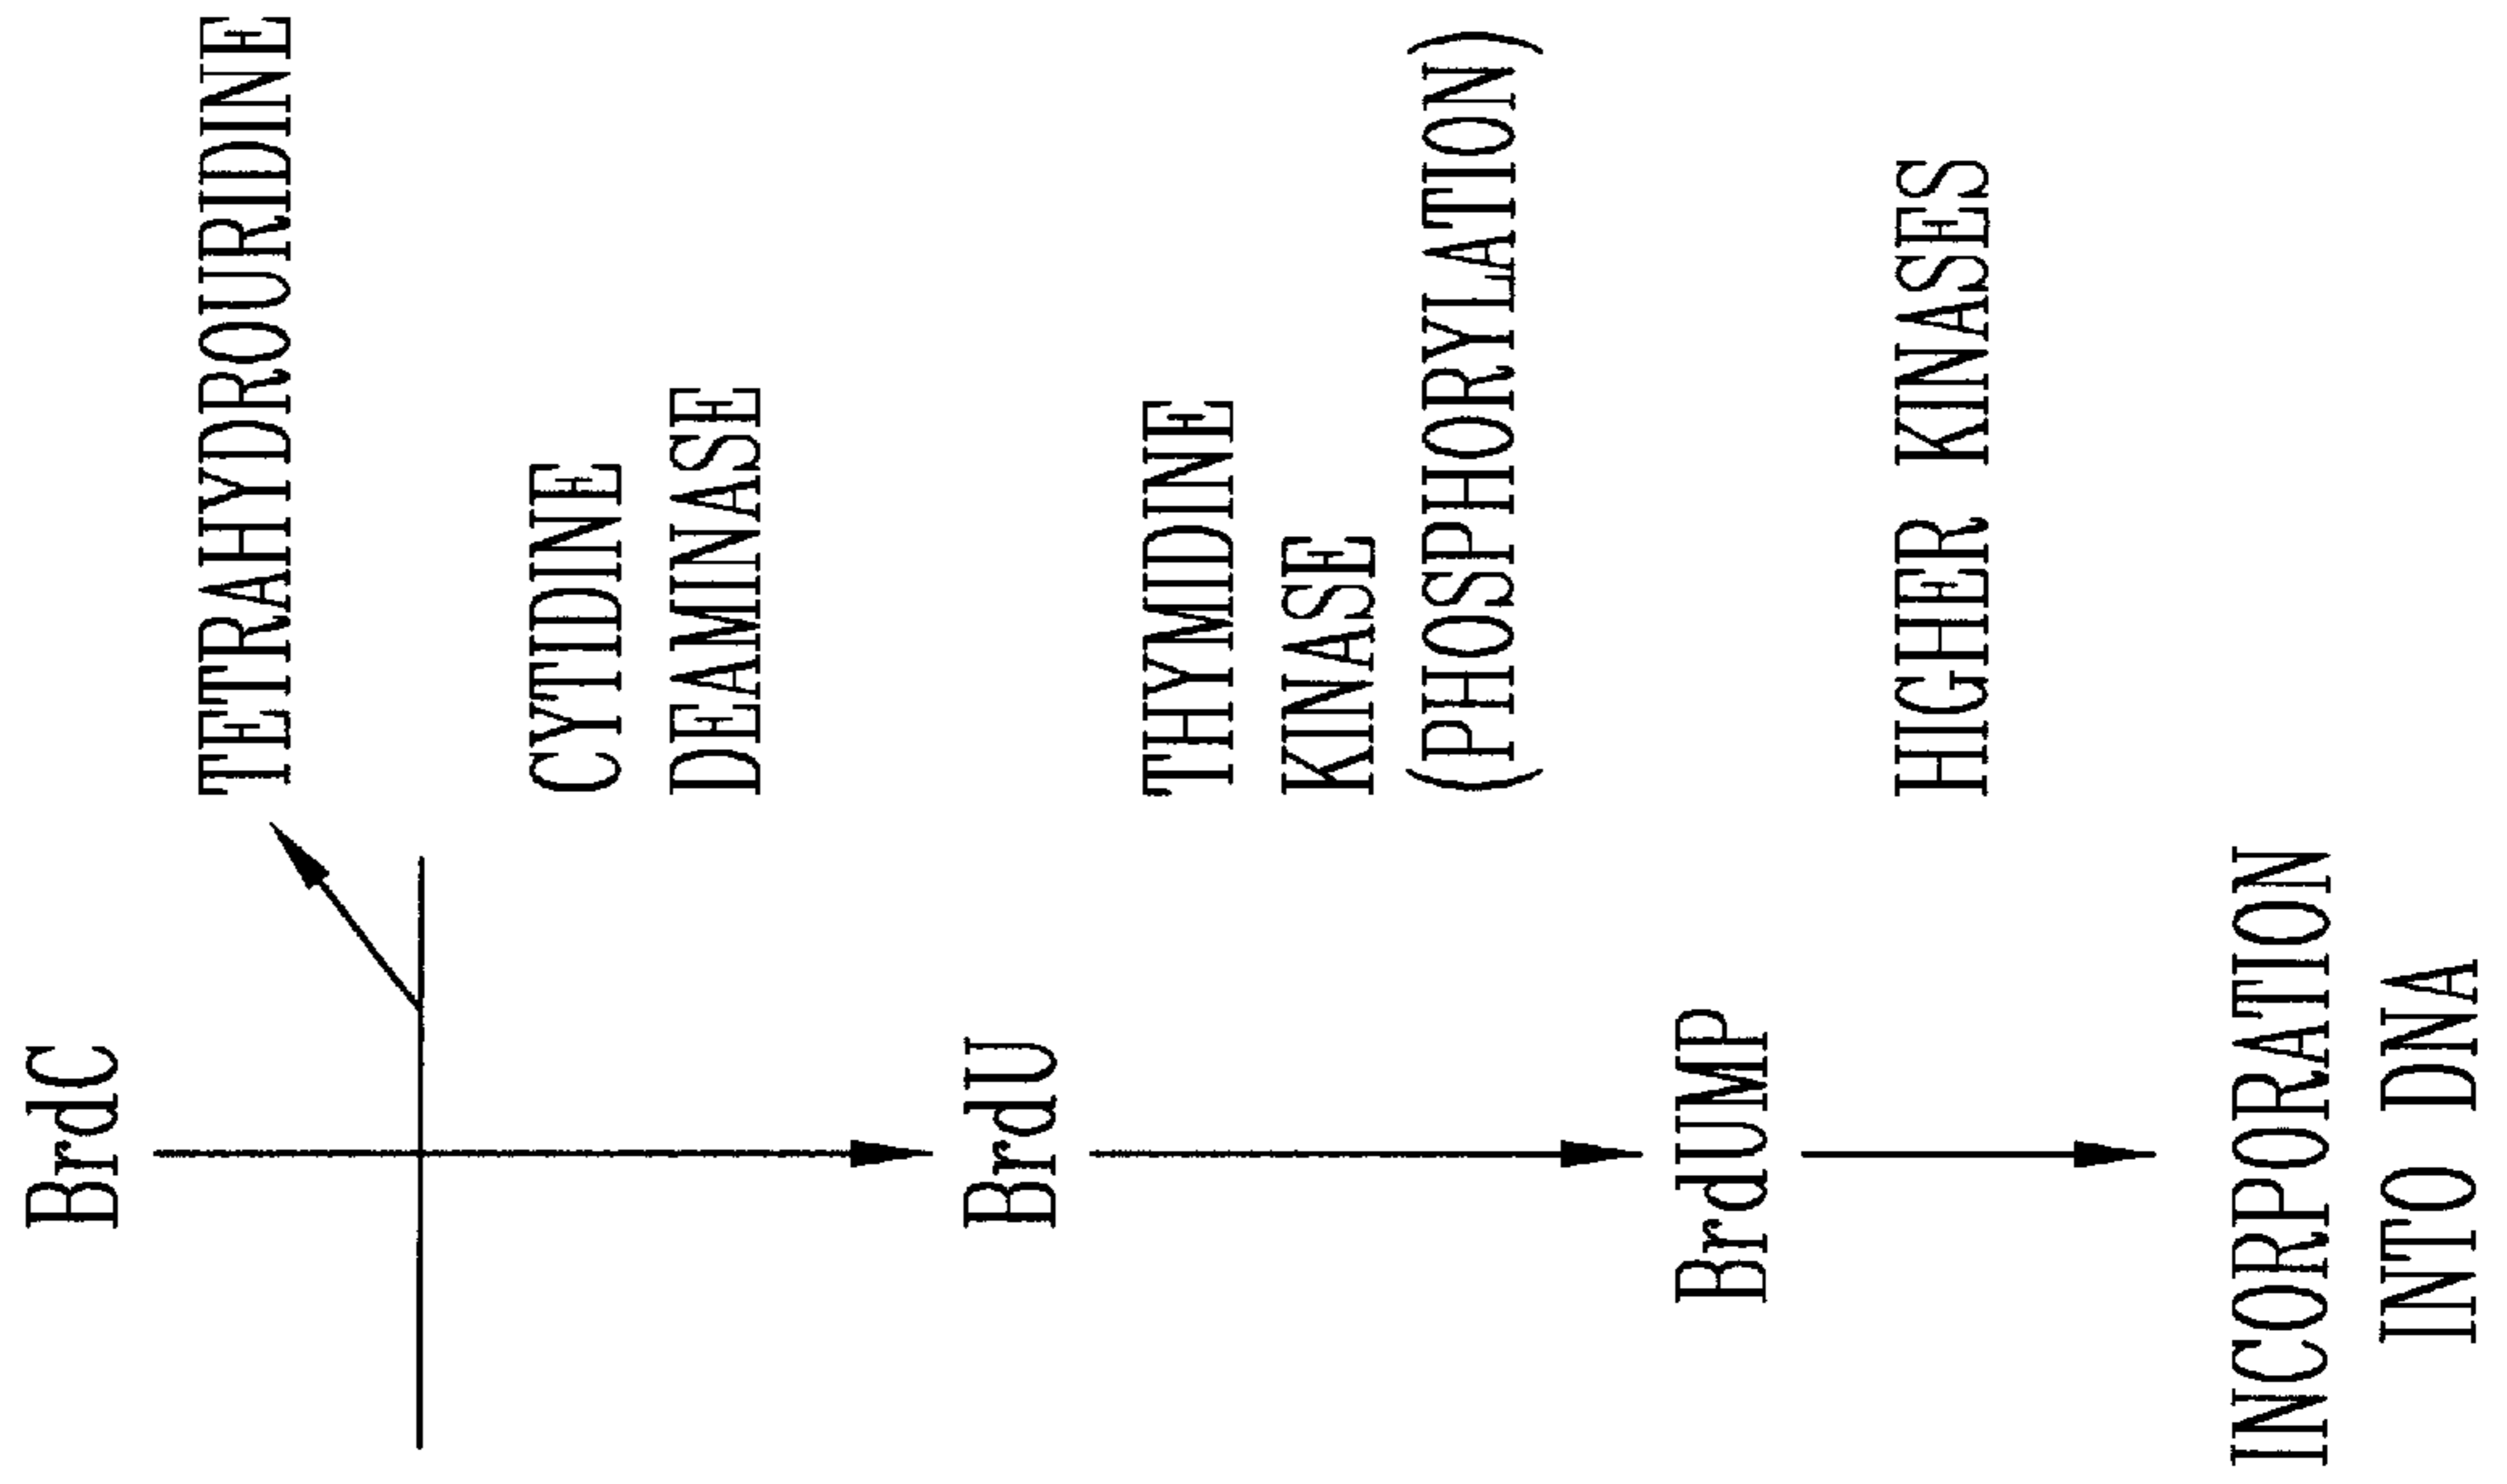 BrdC
TETRAHYDROURIDINE
CYTIDINE
DEAMINASE
BrdU
THYMIDINE
KINASE
(PHOSPHORYLATION)
BrdUMP
HIGHER KINASES
INCORPORATION
INTO DNA